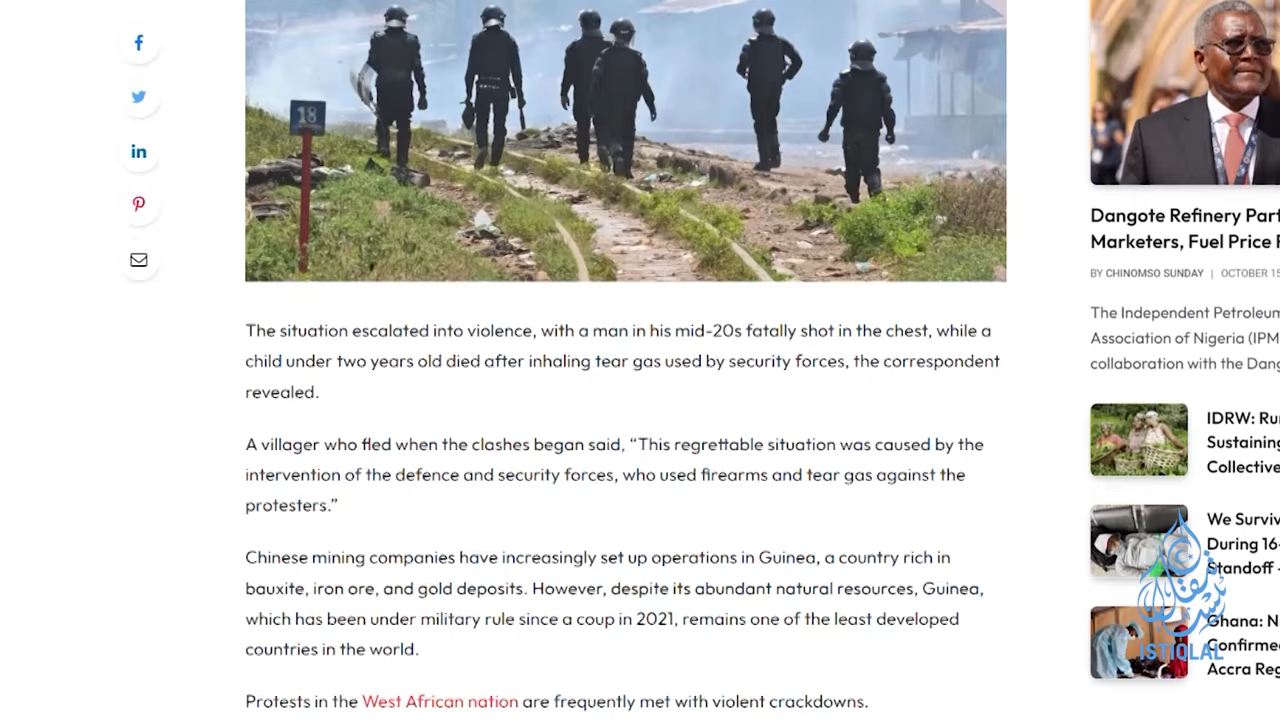 18
The situation escalated into violence, with a man in his mid-20s fatally shot in the chest, while a
child under two years old died after inhaling tear gas used by security forces, the correspondent
revealed.
A villager who fled when the clashes began said, “This regrettable situation was caused by the
intervention of the defence and security forces, who used firearms and tear gas against the
protesters.”
Chinese mining companies have increasingly set up operations in Guinea, a country rich in
bauxite, iron ore, and gold deposits. However, despite its abundant natural resources, Guinea,
which has been under military rule since a coup in 2021, remains one of the least developed
countries in the world.
Protests in the West African nation are frequently met with violent crackdowns.
Dangote Refinery Part
Marketers, Fuel Price
BY CHINOMSO SUNDAY | OCTOBER 15
The Independent Petroleum
Association of Nigeria (IPM
collaboration with the Dang
IDRW: Ru
Sustaining
Collective
We Surviv
During 16-
Standoff -
Ghana: N
Confirmed
Accra Reg
ISTIQLAL